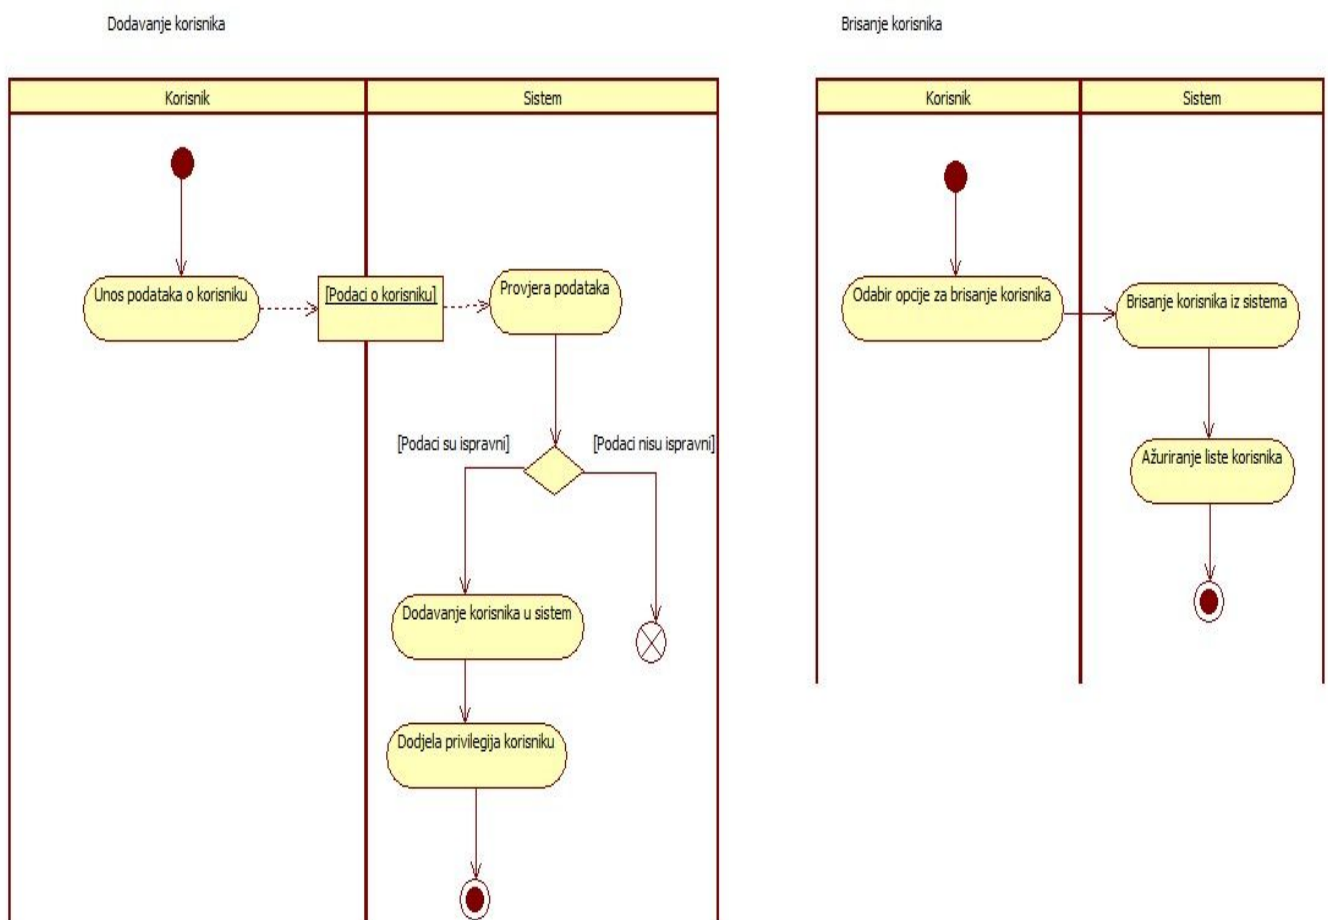 Dodavanje korisnika
Korisnik
Sistem
Unos podataka o korisniku
[Podaci o korisniku]
Provjera podataka
[Podaci su ispravni]
[Podaci nisu ispravni]
Dodavanje korisnika u sistem
Dodjela privilegija korisniku
Brisanje korisnika
Korisnik
Sistem
Odabir opcije za brisanje korisnika
Brisanje korisnika iz sistema
Ažuriranje liste korisnika